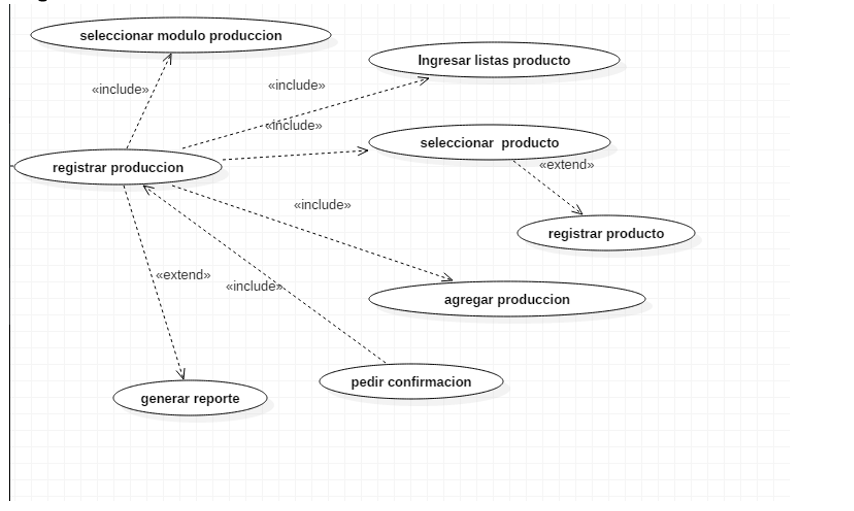 seleccionar modulo produccion
«include»
Ingresar listas producto
«include»
«include»
seleccionar producto
«extend»
registrar produccion
«include»
registrar producto
«extend»
«include»
agregar produccion
pedir confirmacion
generar reporte